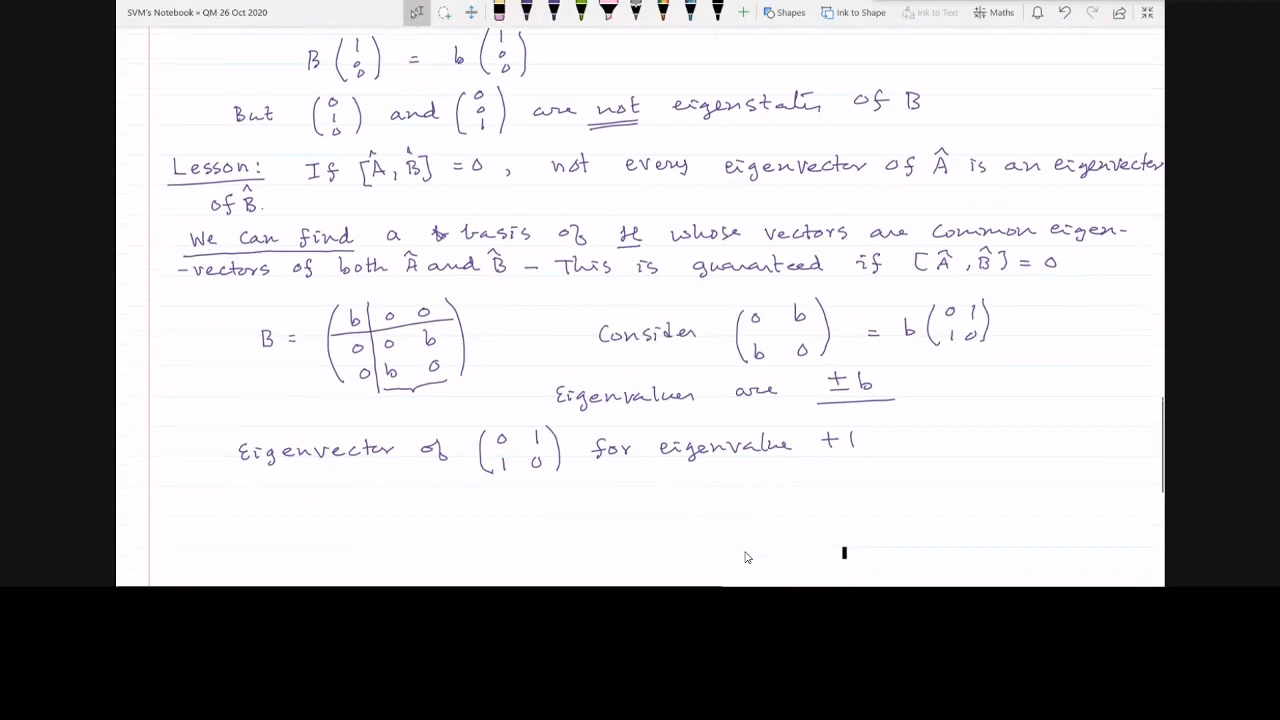 SVM's Notebook » QM 26 Oct 2020
Shapes Ink to Shape Ink to Text Maths
B (1 0 0) = b (1 0 0)
But (0 1 0) and (0 0 1) are not eigenstates of B
Lesson: If [Â, B̂] = 0, not every eigenvector of Â is an eigenvector
of B̂.
We can find a basis of ℋ whose vectors are common eigen-
-vectors of both Â and B̂ – This is guaranteed if [Â, B̂] = 0
B = (b 0 0 0 0 b 0 b 0) Consider (0 b b 0) = b (0 1 1 0)
Eigenvalues are ± b
Eigenvector of (0 1 1 0) for eigenvalue +1